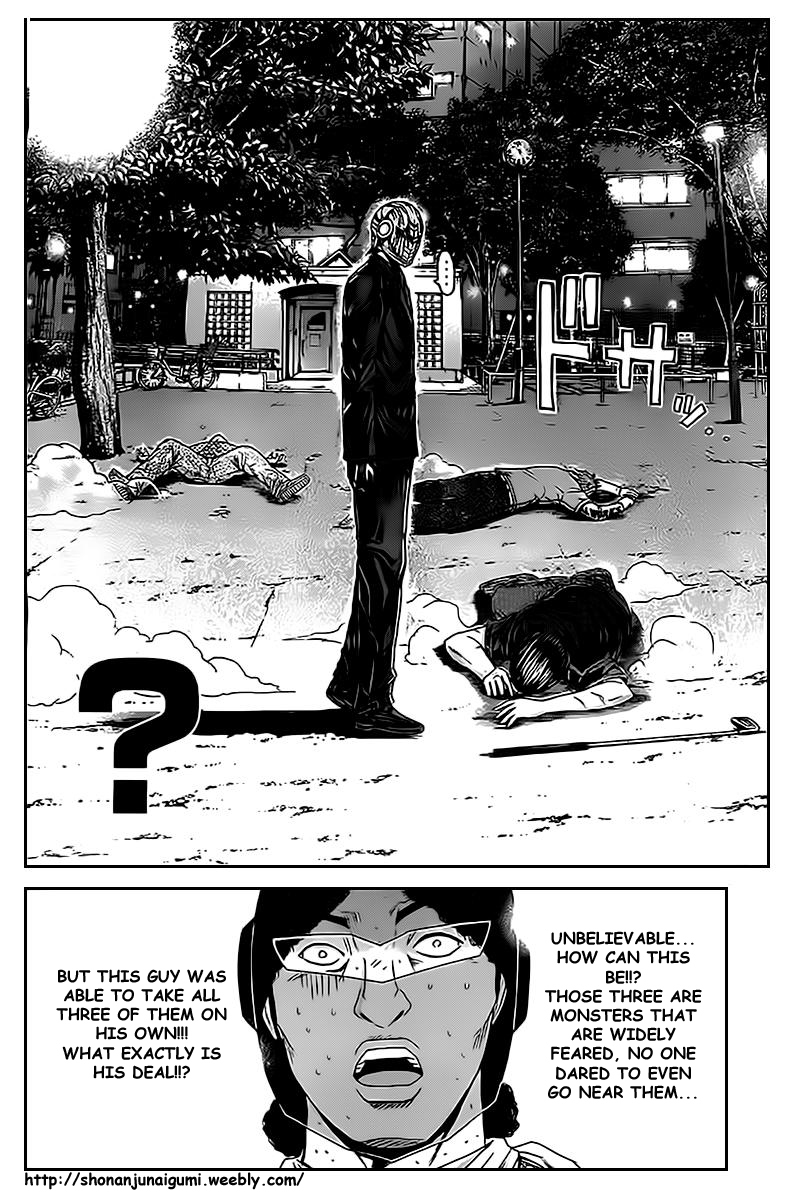 ....
ドサッ
?
UNBELIEVABLE...
HOW CAN THIS
BE!!?
THOSE THREE ARE
MONSTERS THAT
ARE WIDELY
FEARED, NO ONE
DARED TO EVEN
GO NEAR THEM...
BUT THIS GUY WAS
ABLE TO TAKE ALL
THREE OF THEM ON
HIS OWN!!!
WHAT EXACTLY IS
HIS DEAL!!?
http://shonanjunaigumi.weebly.com/